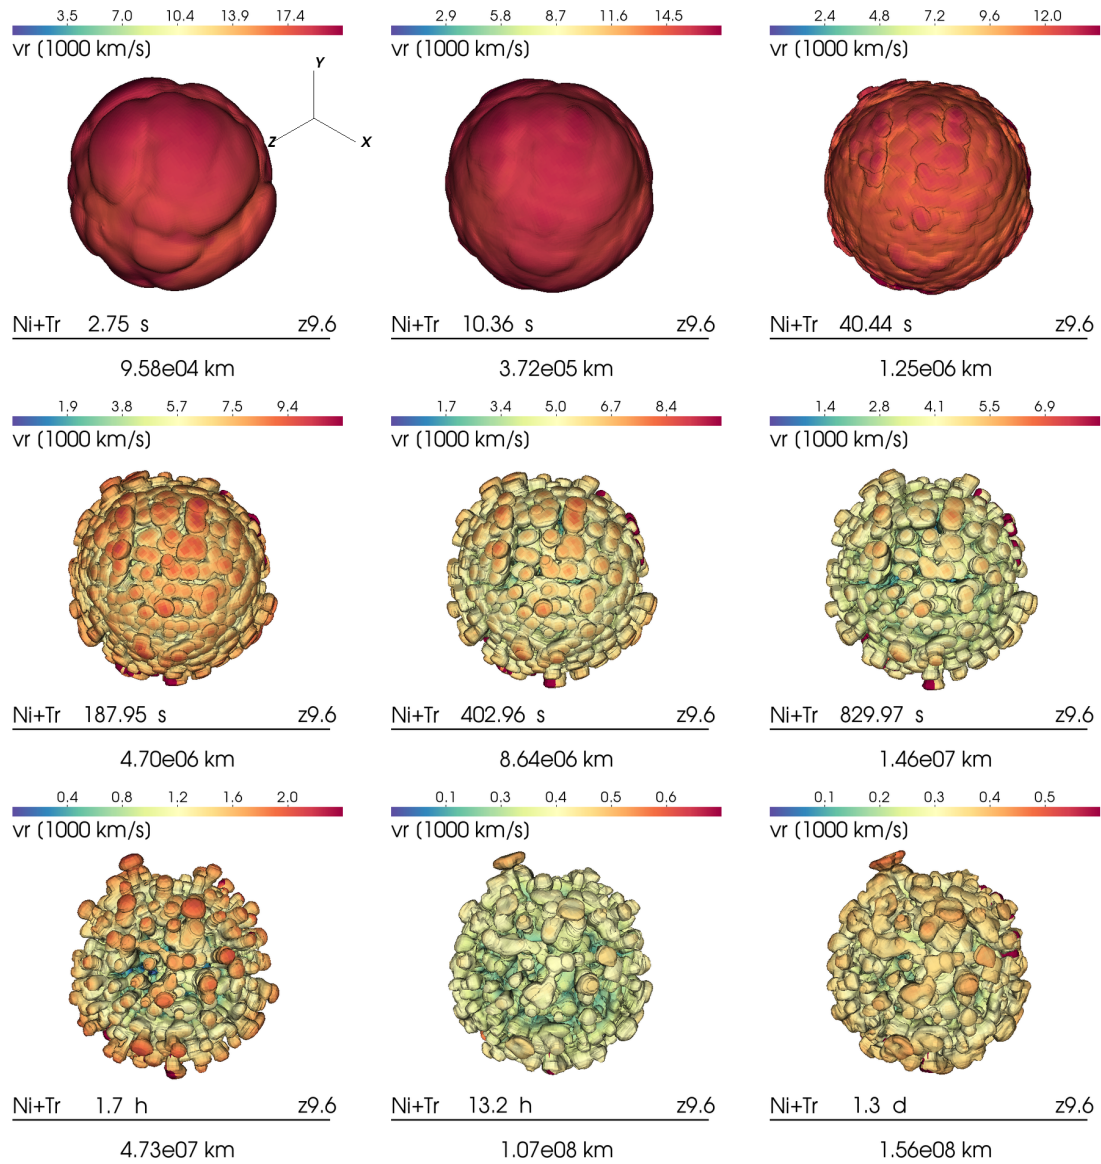 3.5 7.0 10.4 13.9 17.4
vr (1000 km/s)
Y
Z
X
Ni+Tr 2.75 s z9.6
9.58e04 km
2.9 5.8 8.7 11.6 14.5
vr (1000 km/s)
Ni+Tr 10.36 s z9.6
3.72e05 km
2.4 4.8 7.2 9.6 12.0
vr (1000 km/s)
Ni+Tr 40.44 s z9.6
1.25e06 km
1.9 3.8 5.7 7.5 9.4
vr (1000 km/s)
Ni+Tr 187.95 s z9.6
4.70e06 km
1.7 3.4 5.0 6.7 8.4
vr (1000 km/s)
Ni+Tr 402.96 s z9.6
8.64e06 km
1.4 2.8 4.1 5.5 6.9
vr (1000 km/s)
Ni+Tr 829.97 s z9.6
1.46e07 km
0.4 0.8 1.2 1.6 2.0
vr (1000 km/s)
Ni+Tr 1.7 h z9.6
4.73e07 km
0.1 0.3 0.4 0.5 0.6
vr (1000 km/s)
Ni+Tr 13.2 h z9.6
1.07e08 km
0.1 0.2 0.3 0.4 0.5
vr (1000 km/s)
Ni+Tr 1.3 d z9.6
1.56e08 km